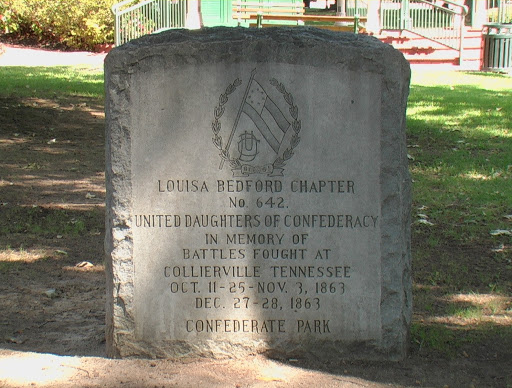 LOUISA BEDFORD CHAPTER
No. 642.
UNITED DAUGHTERS OF CONFEDERACY
IN MEMORY OF
BATTLES FOUGHT AT
COLLIERVILLE TENNESSEE
OCT. 11-25-NOV. 3, 1863
DEC. 27-28, 1863
CONFEDERATE PARK